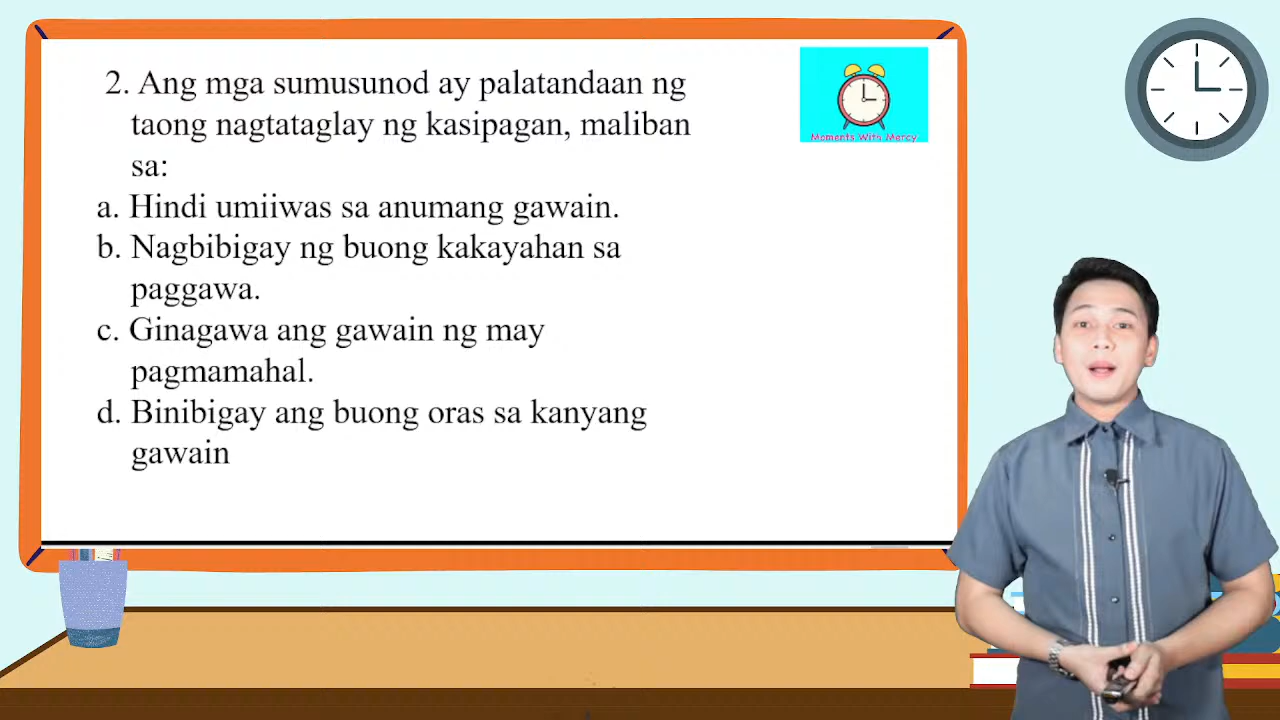 2. Ang mga sumusunod ay palatandaan ng
taong nagtataglay ng kasipagan, maliban
sa:
a. Hindi umiiwas sa anumang gawain.
b. Nagbibigay ng buong kakayahan sa
paggawa.
c. Ginagawa ang gawain ng may
pagmamahal.
d. Binibigay ang buong oras sa kanyang
gawain
Moments With Mercy